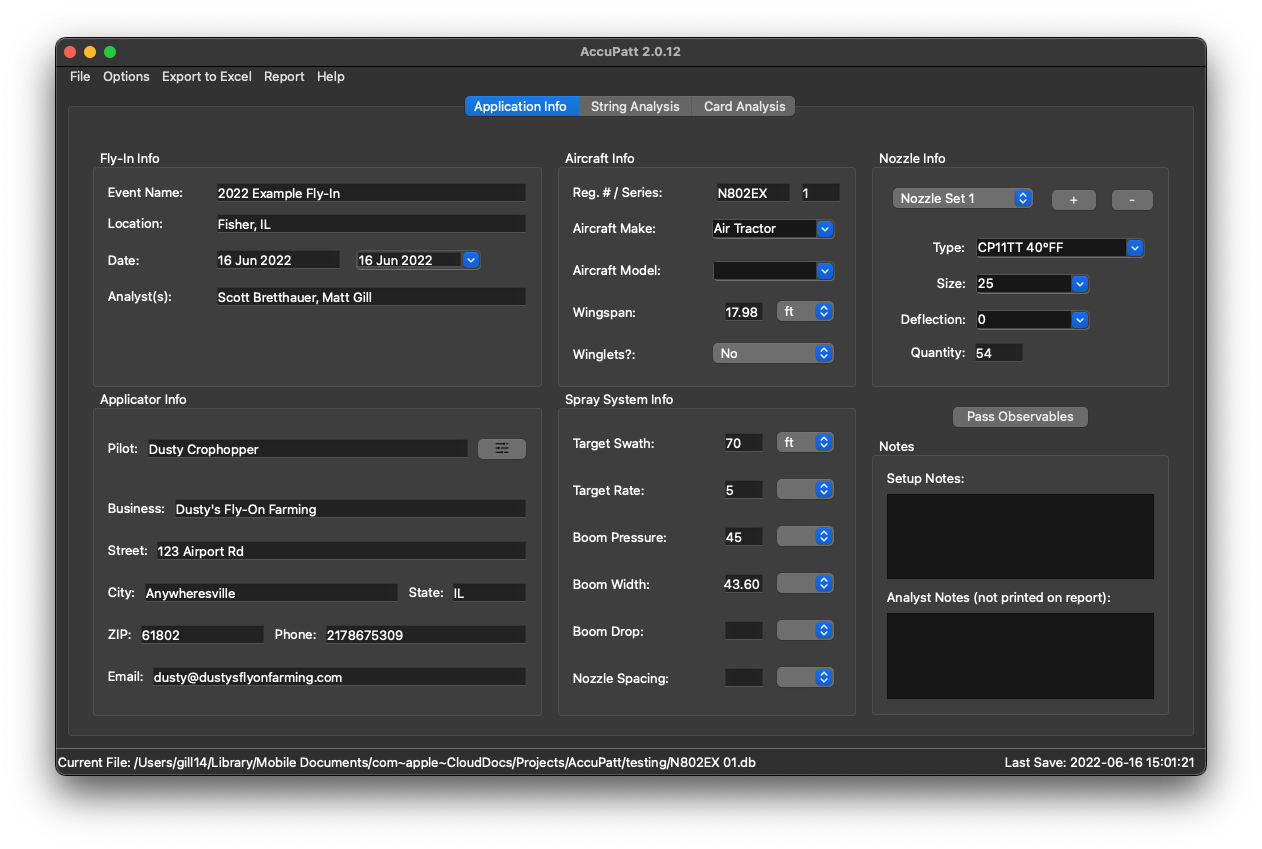 AccuPatt 2.0.12
File Options Export to Excel Report Help
Application Info String Analysis Card Analysis
Fly-In Info
Event Name: 2022 Example Fly-In
Location: Fisher, IL
Date: 16 Jun 2022 16 Jun 2022
Analyst(s): Scott Bretthauer, Matt Gill
Applicator Info
Pilot: Dusty Crophopper
Business: Dusty's Fly-On Farming
Street: 123 Airport Rd
City: Anywheresville State: IL
ZIP: 61802 Phone: 2178675309
Email: dusty@dustysflyonfarming.com
Aircraft Info
Reg. # / Series: N802EX 1
Aircraft Make: Air Tractor
Aircraft Model:
Wingspan: 17.98 ft
Winglets?: No
Spray System Info
Target Swath: 70 ft
Target Rate: 5
Boom Pressure: 45
Boom Width: 43.60
Boom Drop:
Nozzle Spacing:
Nozzle Info
Nozzle Set 1 + -
Type: CP11TT 40°FF
Size: 25
Deflection: 0
Quantity: 54
Pass Observables
Notes
Setup Notes:
Analyst Notes (not printed on report):
Current File: /Users/gill14/Library/Mobile Documents/com~apple~CloudDocs/Projects/AccuPatt/testing/N802EX 01.db
Last Save: 2022-06-16 15:01:21